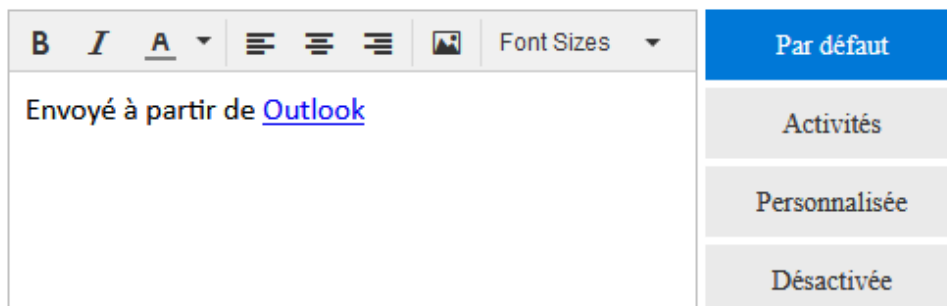 B I A Font Sizes
Envoyé à partir de Outlook
Par défaut
Activités
Personnalisée
Désactivée